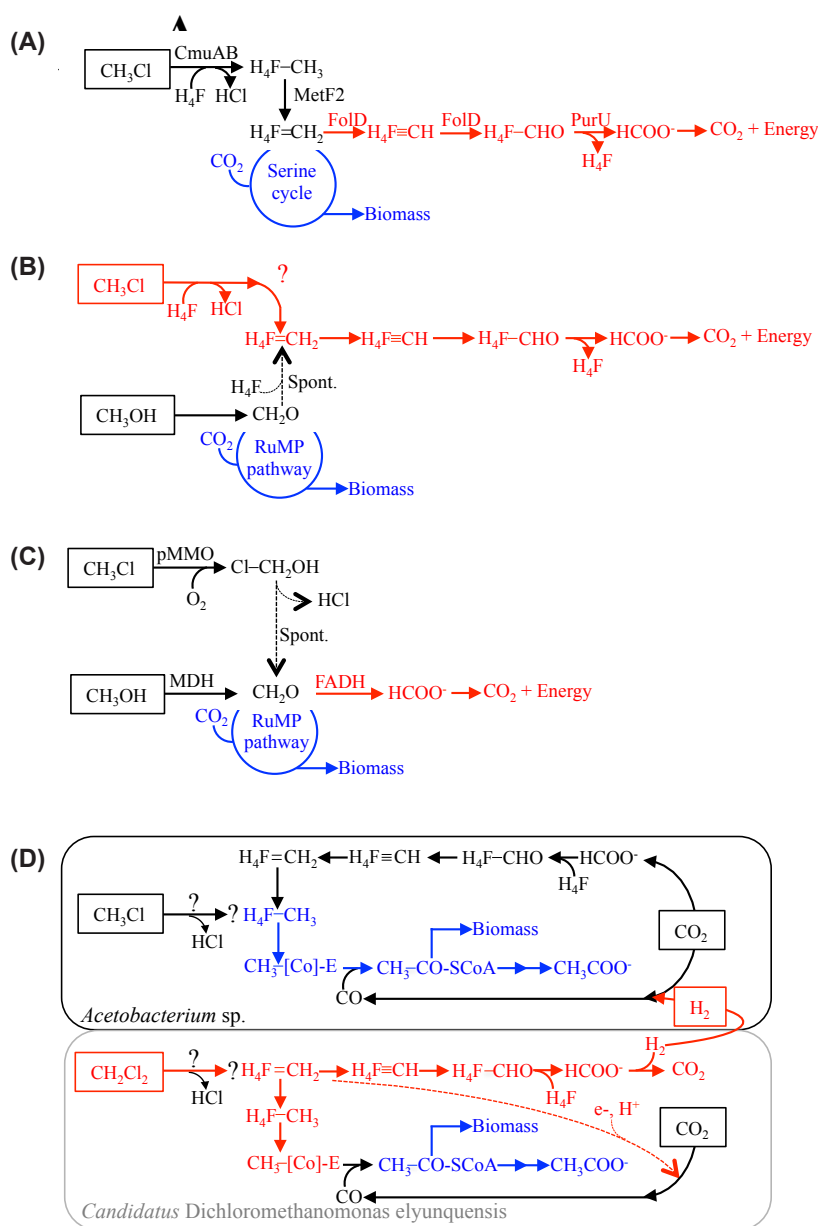 (A)
CmuAB
CH3Cl
H4F–CH3
H4F
HCl
MetF2
H4F=CH2
FolD
H4F≡CH
FolD
H4F–CHO
PurU
HCOO-
CO2 + Energy
H4F
CO2
Serine
cycle
Biomass
(B)
CH3Cl
?
H4F
HCl
H4F=CH2
H4F≡CH
H4F–CHO
HCOO-
CO2 + Energy
H4F
H4F
Spont.
CH3OH
CH2O
CO2
RuMP
pathway
Biomass
(C)
pMMO
CH3Cl
Cl–CH2OH
O2
HCl
Spont.
MDH
FADH
CH3OH
CH2O
HCOO-
CO2 + Energy
CO2
RuMP
pathway
Biomass
(D)
H4F=CH2
H4F≡CH
H4F–CHO
HCOO-
H4F
CH3Cl
?
?
HCl
H4F–CH3
CO2
Biomass
CH3–[Co]-E
CH3–CO-SCoA
CH3COO-
CO
H2
Acetobacterium sp.
H2
CH2Cl2
?
?
HCl
H4F=CH2
H4F≡CH
H4F–CHO
HCOO-
CO2
H4F
H4F–CH3
e-, H+
CO2
Biomass
CH3–[Co]-E
CH3–CO-SCoA
CH3COO-
CO
Candidatus Dichloromethanomonas elyunquensis